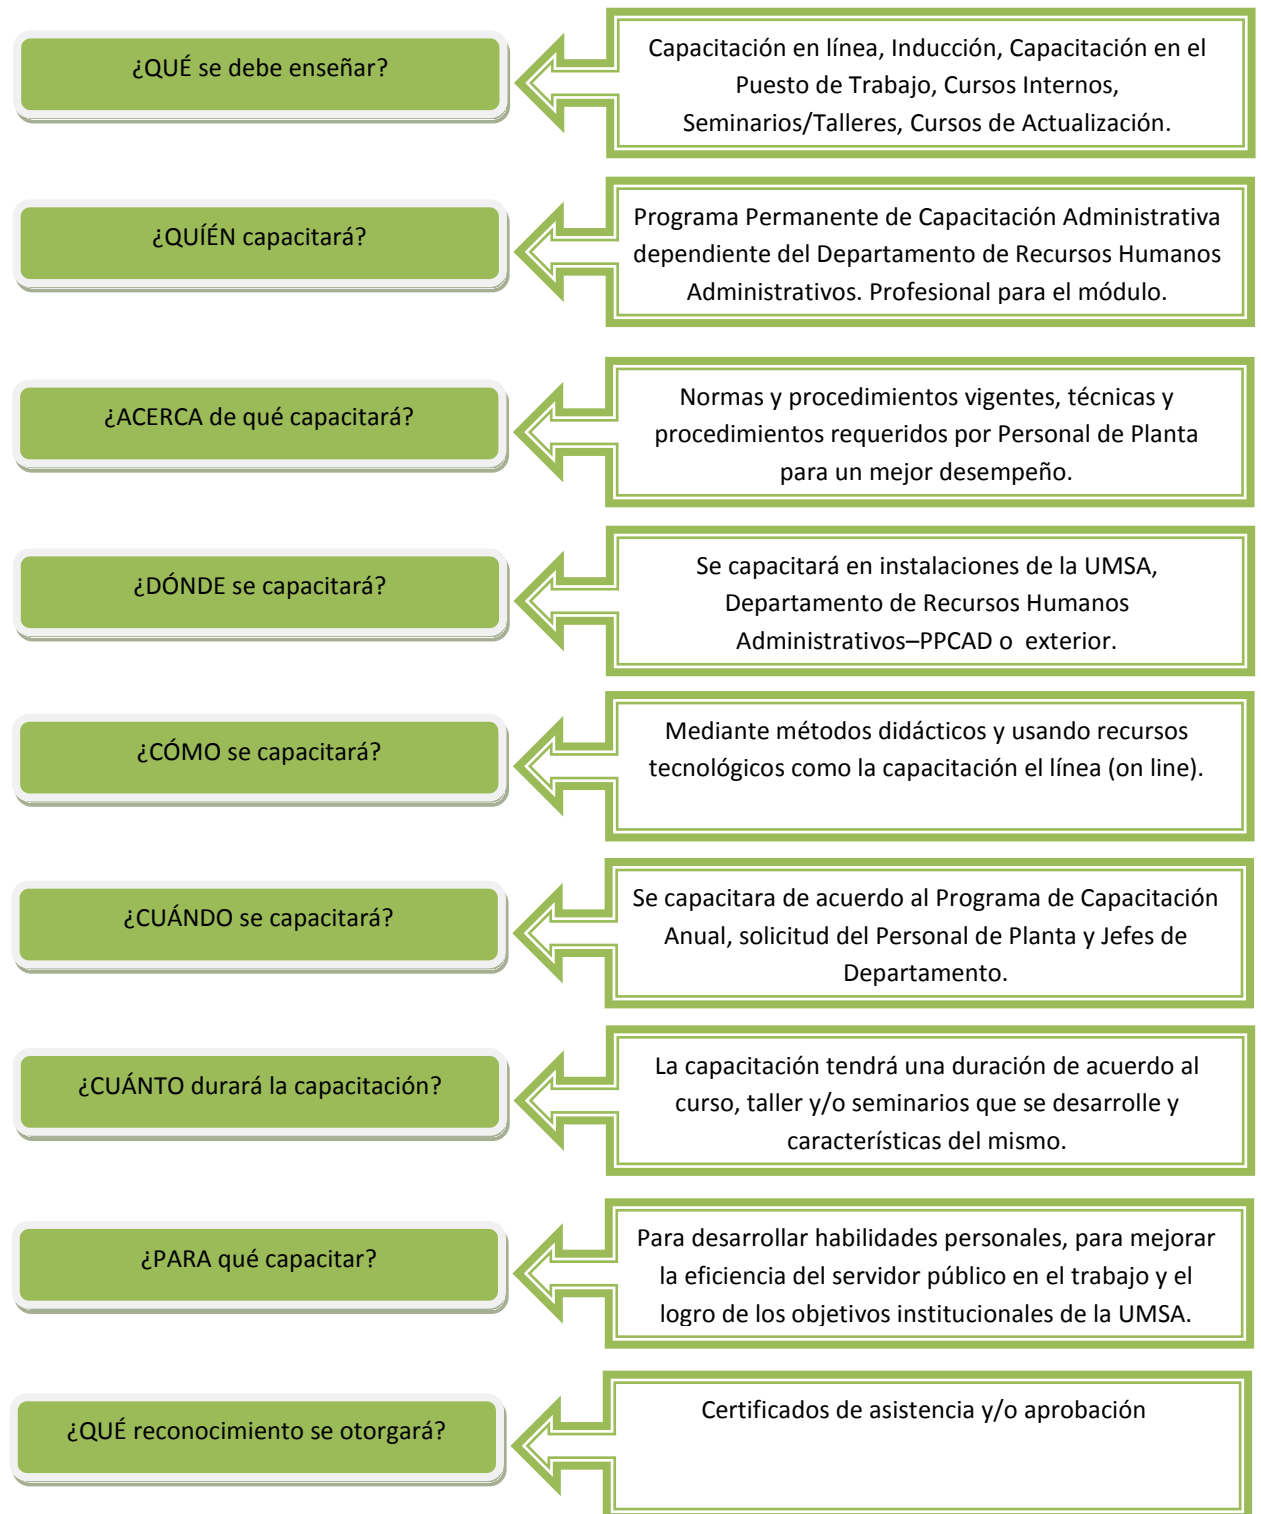 ¿QUÉ se debe enseñar?
Capacitación en línea, Inducción, Capacitación en el
Puesto de Trabajo, Cursos Internos,
Seminarios/Talleres, Cursos de Actualización.
¿QUÍÉN capacitará?
Programa Permanente de Capacitación Administrativa
dependiente del Departamento de Recursos Humanos
Administrativos. Profesional para el módulo.
¿ACERCA de qué capacitará?
Normas y procedimientos vigentes, técnicas y
procedimientos requeridos por Personal de Planta
para un mejor desempeño.
¿DÓNDE se capacitará?
Se capacitará en instalaciones de la UMSA,
Departamento de Recursos Humanos
Administrativos–PPCAD o exterior.
¿CÓMO se capacitará?
Mediante métodos didácticos y usando recursos
tecnológicos como la capacitación el línea (on line).
¿CUÁNDO se capacitará?
Se capacitara de acuerdo al Programa de Capacitación
Anual, solicitud del Personal de Planta y Jefes de
Departamento.
¿CUÁNTO durará la capacitación?
La capacitación tendrá una duración de acuerdo al
curso, taller y/o seminarios que se desarrolle y
características del mismo.
¿PARA qué capacitar?
Para desarrollar habilidades personales, para mejorar
la eficiencia del servidor público en el trabajo y el
logro de los objetivos institucionales de la UMSA.
¿QUÉ reconocimiento se otorgará?
Certificados de asistencia y/o aprobación